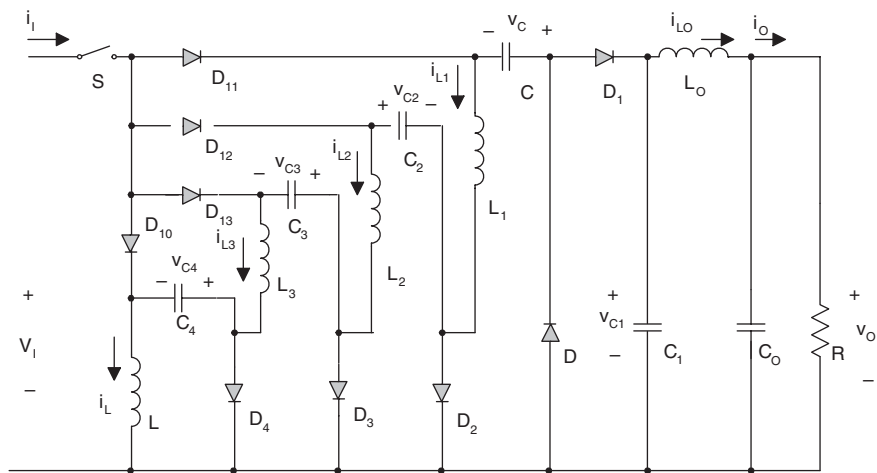 i_I
S
D_11
− v_C +
C
D_1
i_LO
L_O
i_O
i_L1
D_12
+ v_C2 −
C_2
i_L2
L_1
D_13
− v_C3 +
C_3
L_2
D_10
i_L3
L_3
− v_C4 +
C_4
+
V_I
−
i_L
L
D_4
D_3
D_2
D
+
v_C1
−
C_1
C_O
R
+
v_O
−